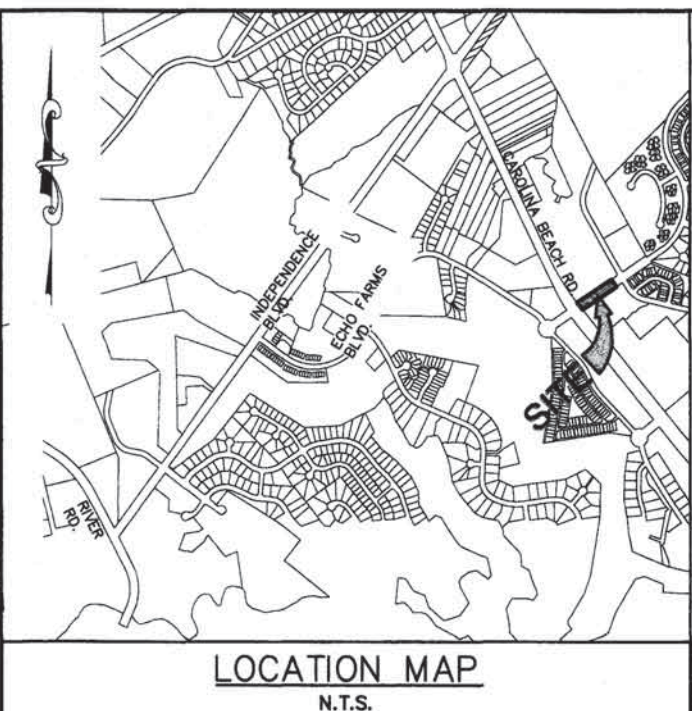 CAROLINA BEACH RD.
INDEPENDENCE
BLVD.
ECHO FARMS
BLVD.
SITE
RIVER
RD.
LOCATION MAP
N.T.S.